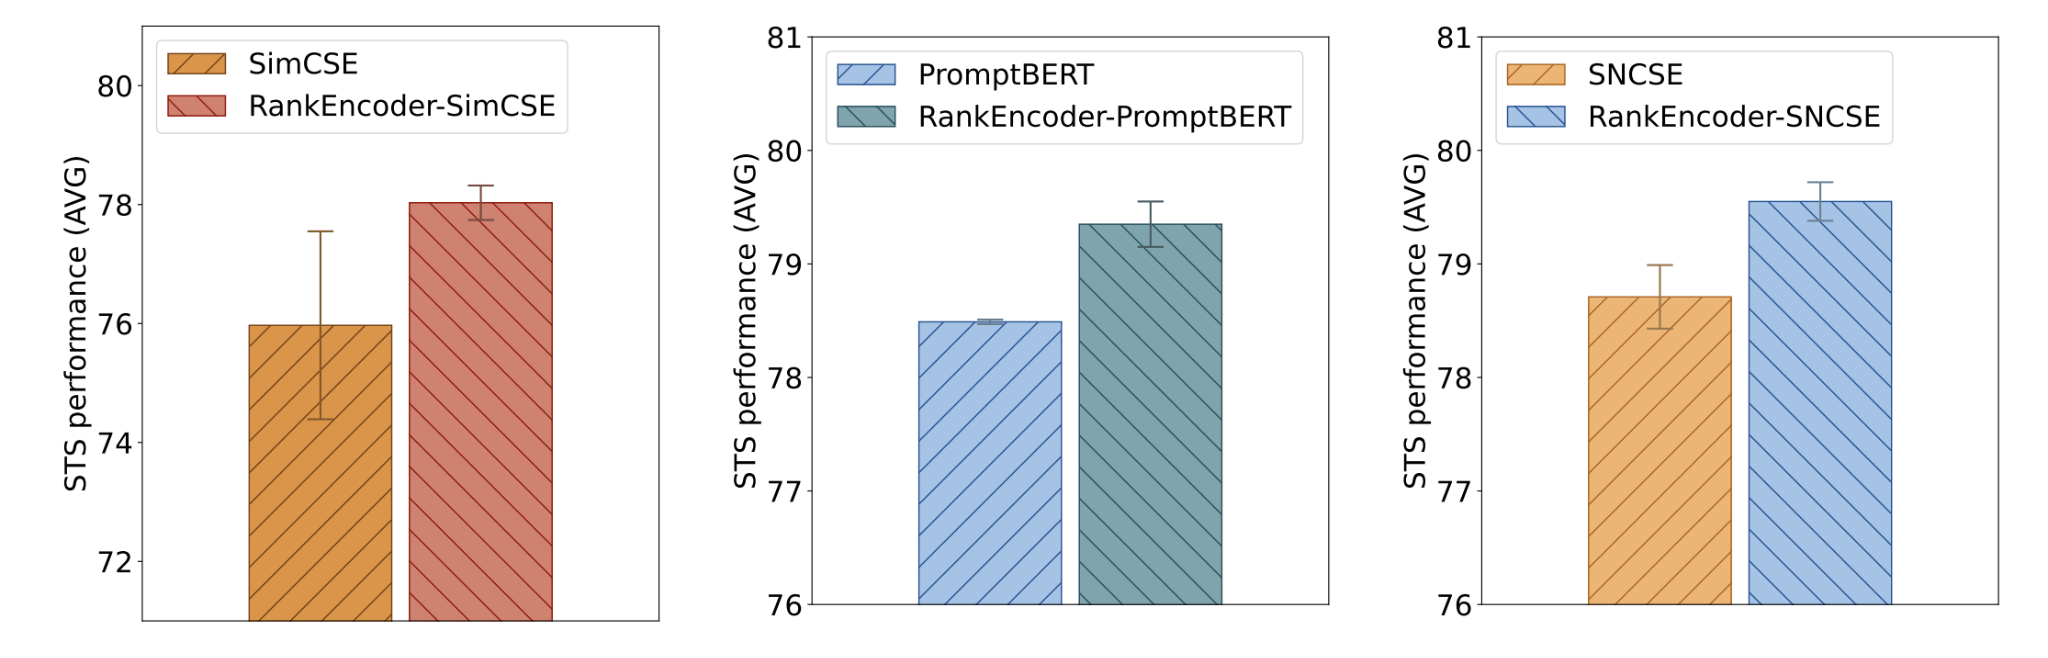 SimCSE
RankEncoder-SimCSE
80
78
76
74
72
STS performance (AVG)
PromptBERT
RankEncoder-PromptBERT
81
80
79
78
77
76
STS performance (AVG)
SNCSE
RankEncoder-SNCSE
81
80
79
78
77
76
STS performance (AVG)